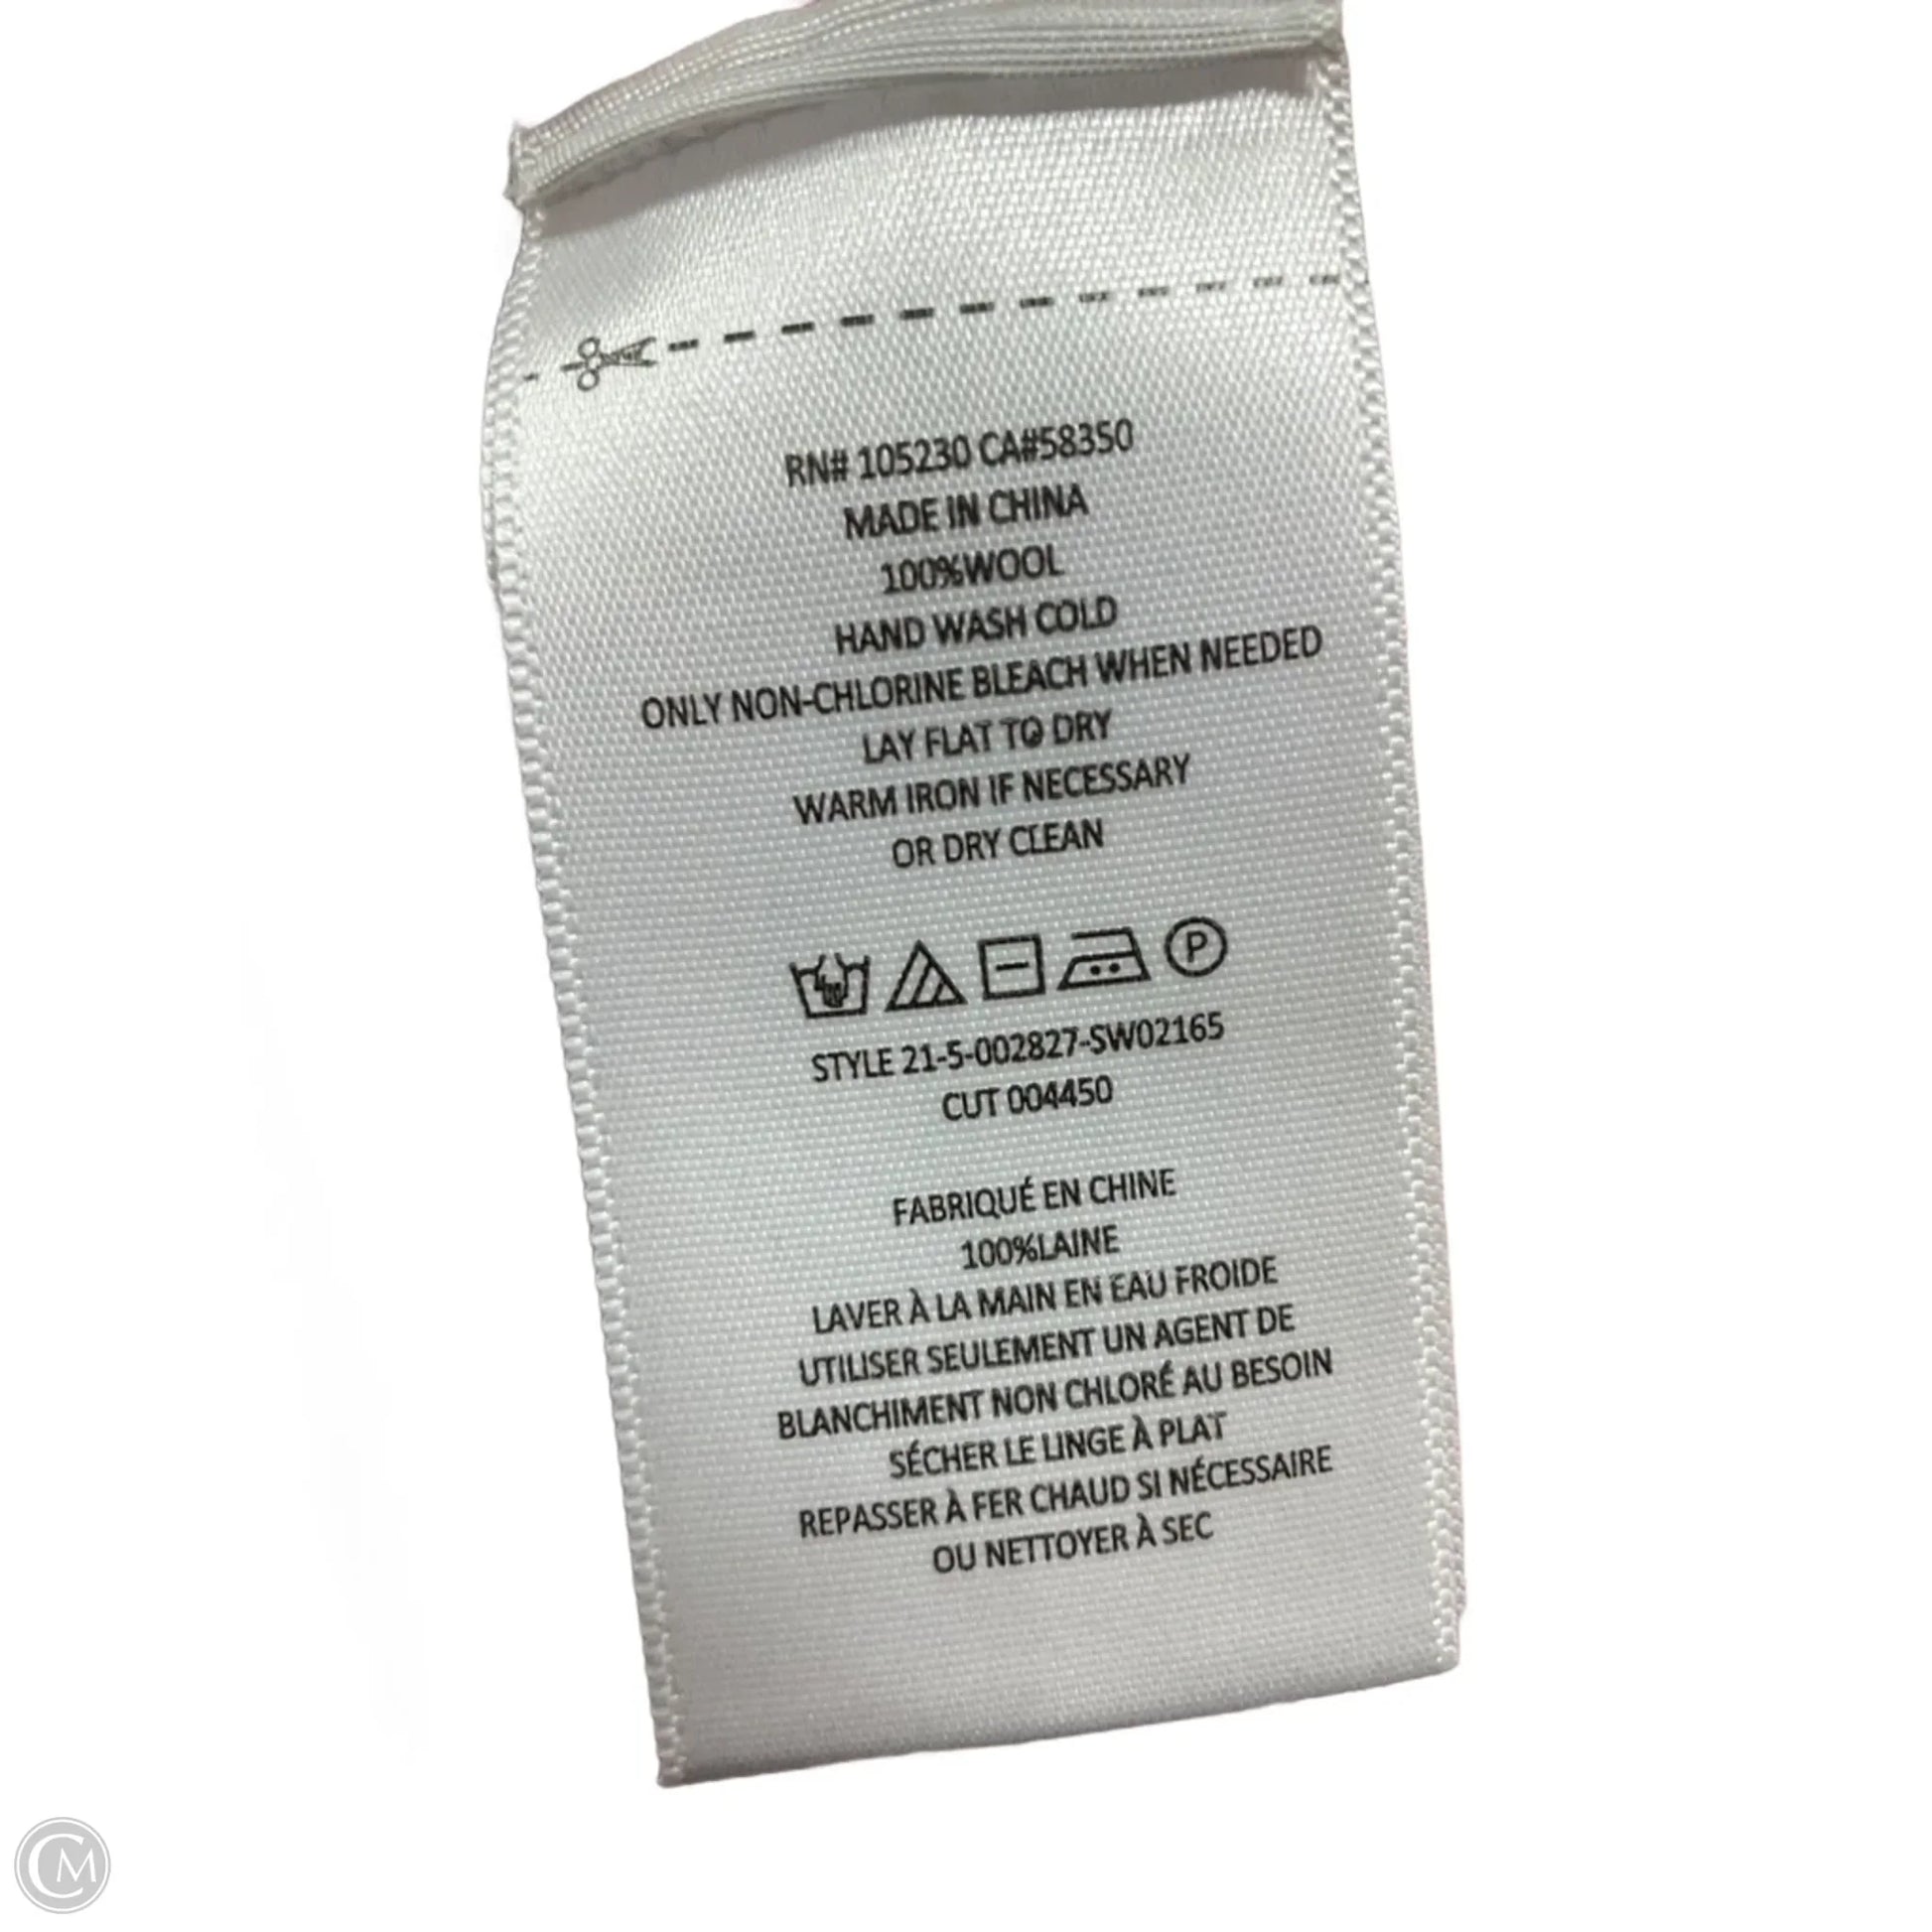 RN# 105230 CA#58350
MADE IN CHINA
100%WOOL
HAND WASH COLD
ONLY NON-CHLORINE BLEACH WHEN NEEDED
LAY FLAT TO DRY
WARM IRON IF NECESSARY
OR DRY CLEAN
P
STYLE 21-5-002827-SW02165
CUT 004450
FABRIQUÉ EN CHINE
100%LAINE
LAVER À LA MAIN EN EAU FROIDE
UTILISER SEULEMENT UN AGENT DE
BLANCHIMENT NON CHLORÉ AU BESOIN
SÉCHER LE LINGE À PLAT
REPASSER À FER CHAUD SI NÉCESSAIRE
OU NETTOYER À SEC
CM